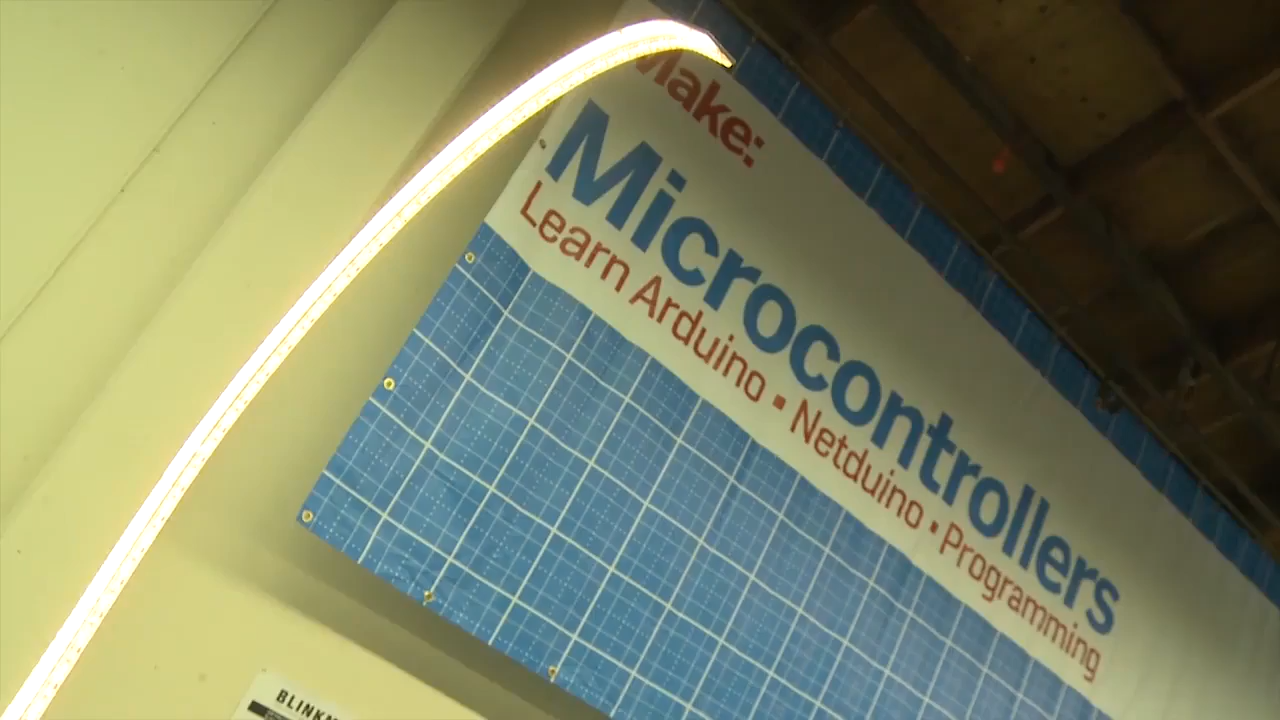 Make:
Microcontrollers
Learn Arduino ▪ Netduino ▪ Programming